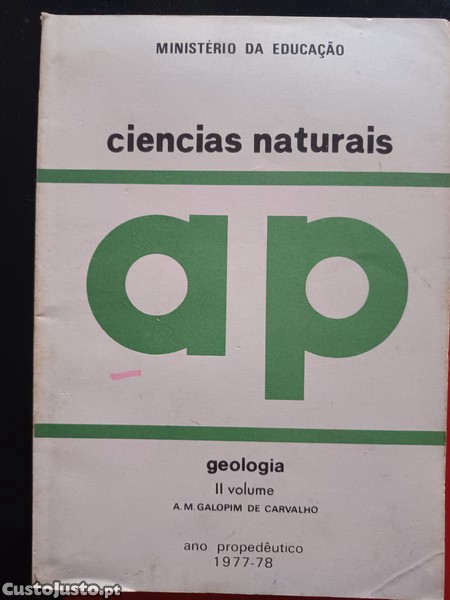 MINISTÉRIO DA EDUCAÇÃO
ciencias naturais
ap
geologia
II volume
A. M. GALOPIM DE CARVALHO
ano propedêutico
1977-78
CustoJusto.pt